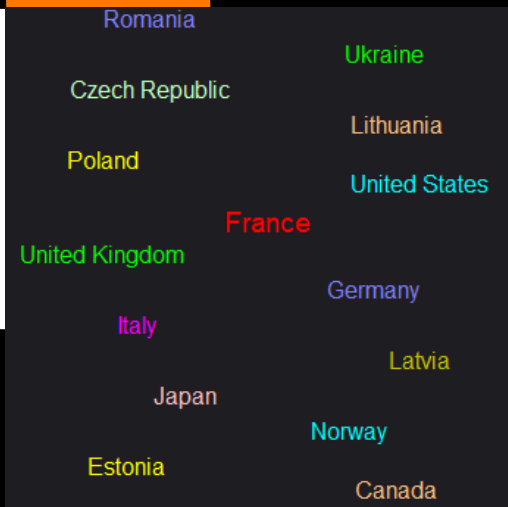 Romania
Ukraine
Czech Republic
Lithuania
Poland
United States
France
United Kingdom
Germany
Italy
Latvia
Japan
Norway
Estonia
Canada